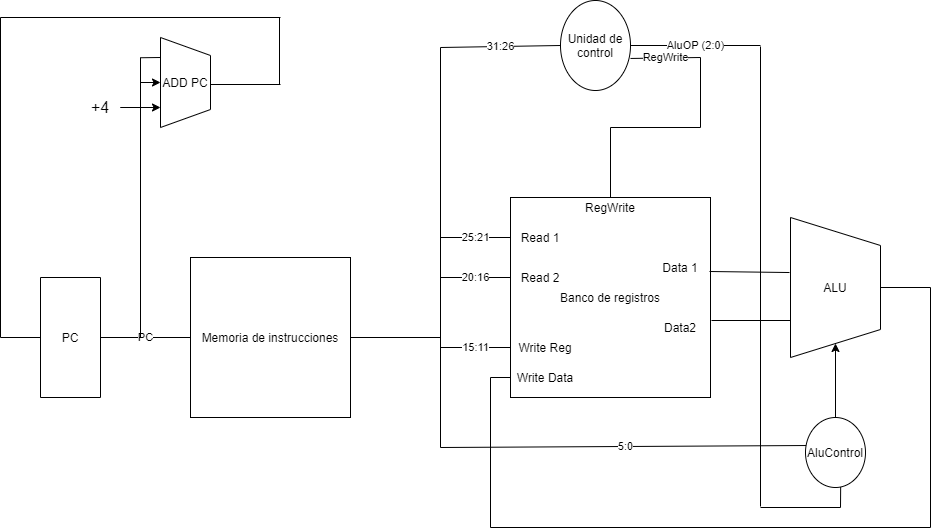 Unidad de
control
31:26
AluOP (2:0)
RegWrite
ADD PC
+4
RegWrite
25:21
Read 1
Data 1
20:16
Read 2
Banco de registros
ALU
PC
PC
Memoria de instrucciones
Data2
15:11
Write Reg
Write Data
5:0
AluControl